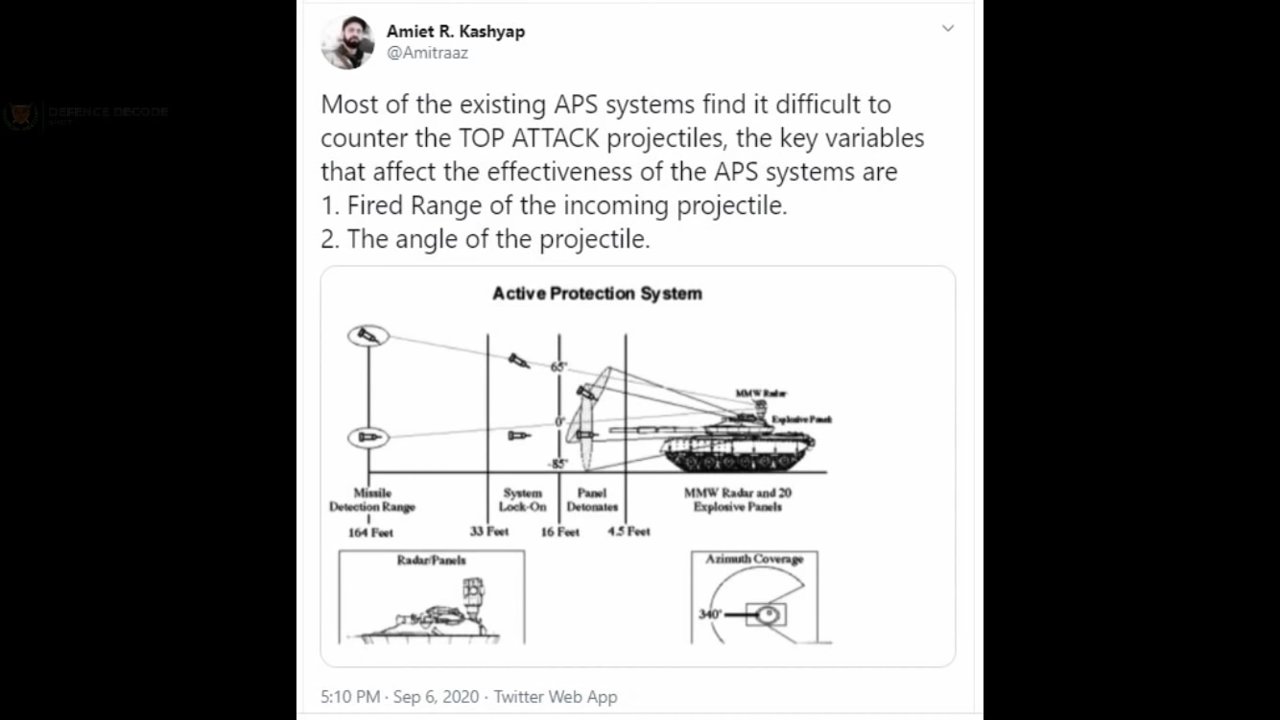 Amiet R. Kashyap
@Amitraaz
DEFENCE DECODE
Most of the existing APS systems find it difficult to
counter the TOP ATTACK projectiles, the key variables
that affect the effectiveness of the APS systems are
1. Fired Range of the incoming projectile.
2. The angle of the projectile.
Active Protection System
65°
MMW Radar
0°
Explosive Panels
-85°
Missile
Detection Range
System
Lock-On
Panel
Detonates
MMW Radar and 20
Explosive Panels
164 Feet
33 Feet
16 Feet
4.5 Feet
Radar/Panels
Azimuth Coverage
340°
5:10 PM · Sep 6, 2020 · Twitter Web App